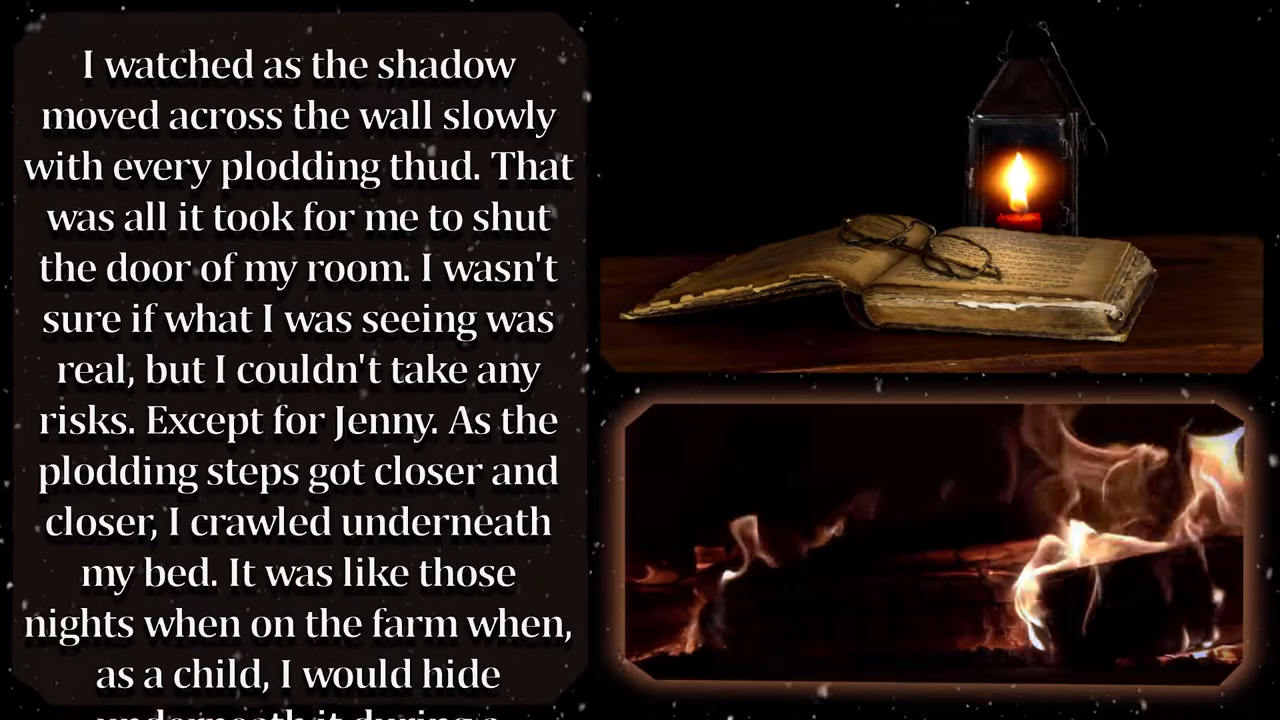 I watched as the shadow
moved across the wall slowly
with every plodding thud. That
was all it took for me to shut
the door of my room. I wasn't
sure if what I was seeing was
real, but I couldn't take any
risks. Except for Jenny. As the
plodding steps got closer and
closer, I crawled underneath
my bed. It was like those
nights when on the farm when,
as a child, I would hide
underneath it during a